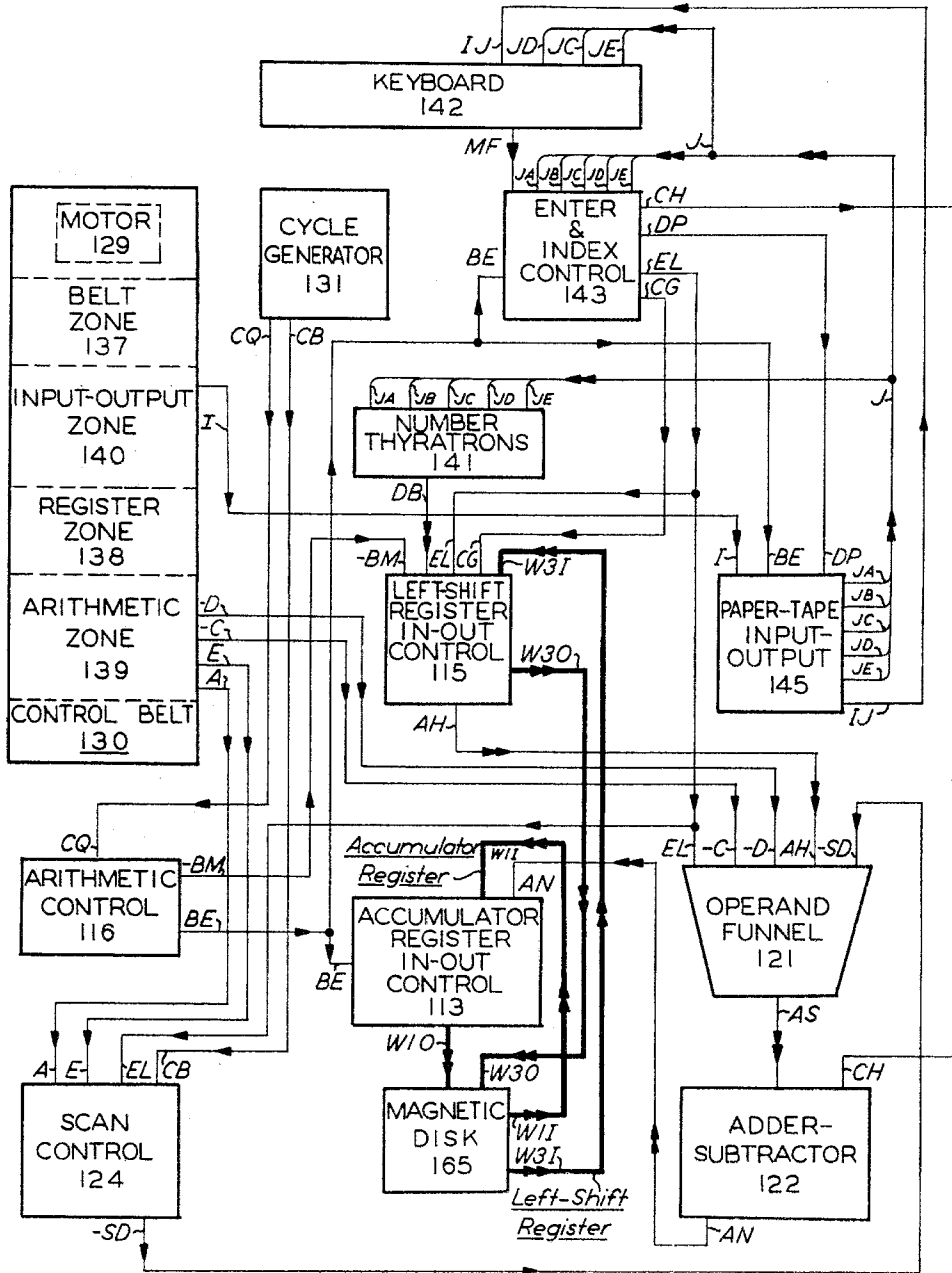 IJ JD JC JE
KEYBOARD
142
MF
J
JA JB JC JD JE
CH
DP
EL
CG
ENTER
&
INDEX
CONTROL
143
BE
MOTOR
129
CYCLE
GENERATOR
131
BELT
ZONE
137
CQ CB
INPUT-OUTPUT
ZONE
140
I
JA JB JC JD JE
J
NUMBER
THYRATRONS
141
DB
REGISTER
ZONE
138
-BM EL CG W3I
I BE DP
LEFT-SHIFT
REGISTER
IN-OUT
CONTROL
115
W3O
AH
JA
JB
JC
JD
JE
IJ
PAPER-TAPE
INPUT-
OUTPUT
145
ARITHMETIC
ZONE
139
-D
-C
E
A
CONTROL BELT
130
CQ
-BM
BE
ARITHMETIC
CONTROL
116
Accumulator
Register
W1I
AN
EL -C -D AH -SD
OPERAND
FUNNEL
121
AS
ACCUMULATOR
REGISTER
IN-OUT
CONTROL
113
BE
W1O
W3O
A E EL CB
CH
SCAN
CONTROL
124
-SD
MAGNETIC
DISK
165
W1I
W3I
Left-Shift
Register
ADDER-
SUBTRACTOR
122
AN